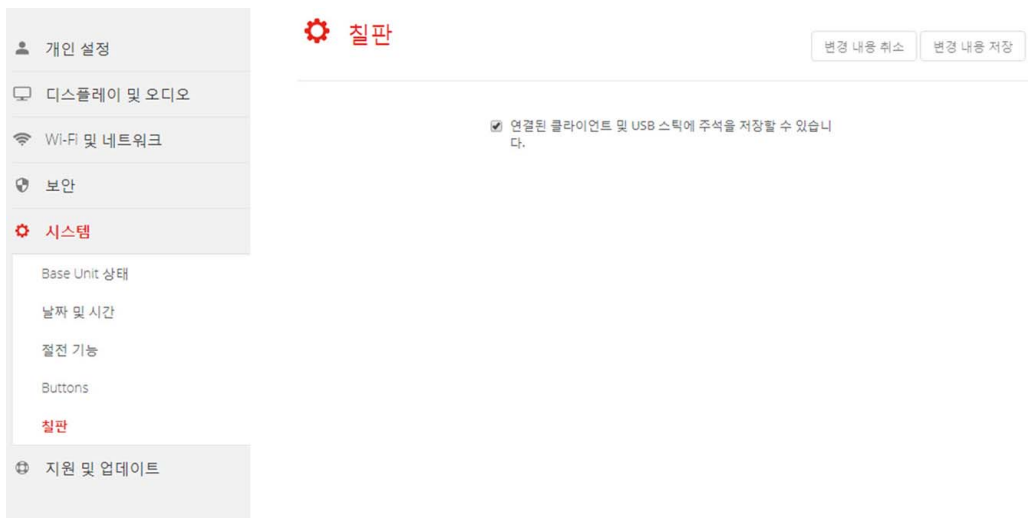 개인 설정
디스플레이 및 오디오
Wi-Fi 및 네트워크
보안
시스템
Base Unit 상태
날짜 및 시간
절전 기능
Buttons
칠판
지원 및 업데이트
칠판
변경 내용 취소
변경 내용 저장
연결된 클라이언트 및 USB 스틱에 주석을 저장할 수 있습니
다.